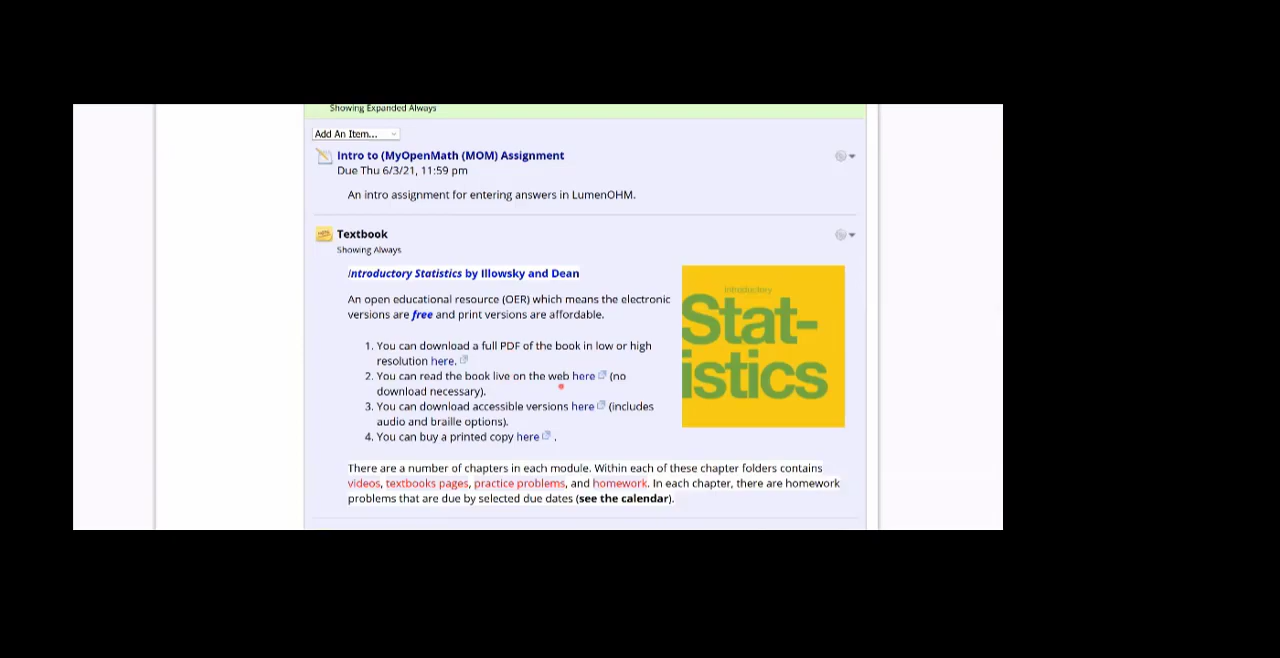 Showing Expanded Always
Add An Item...
Intro to (MyOpenMath (MOM) Assignment
Due Thu 6/3/21, 11:59 pm
An intro assignment for entering answers in LumenOHM.
Textbook
Showing Always
Introductory Statistics by Illowsky and Dean
An open educational resource (OER) which means the electronic
versions are free and print versions are affordable.
1. You can download a full PDF of the book in low or high
resolution here.
2. You can read the book live on the web here (no
download necessary).
3. You can download accessible versions here (includes
audio and braille options).
4. You can buy a printed copy here .
introductory
Stat-
istics
There are a number of chapters in each module. Within each of these chapter folders contains
videos, textbooks pages, practice problems, and homework. In each chapter, there are homework
problems that are due by selected due dates (see the calendar).